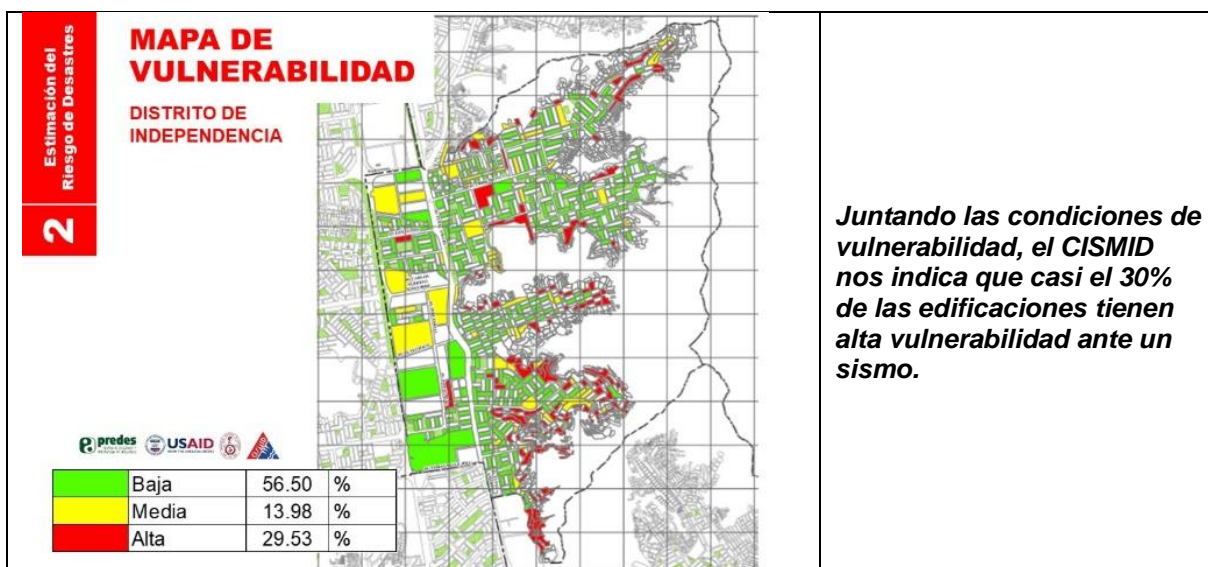 Estimación del
Riesgo de Desastres
2
MAPA DE
VULNERABILIDAD
DISTRITO DE
INDEPENDENCIA
predes
USAID
Baja 56.50 %
Media 13.98 %
Alta 29.53 %
Juntando las condiciones de
vulnerabilidad, el CISMID
nos indica que casi el 30%
de las edificaciones tienen
alta vulnerabilidad ante un
sismo.